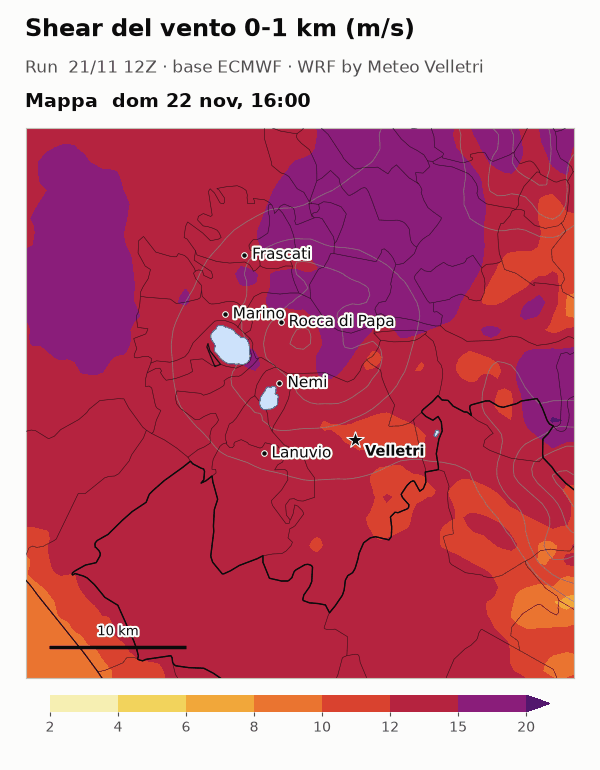 Shear del vento 0-1 km (m/s)
Run  21/11 12Z · base ECMWF · WRF by Meteo Velletri
Mappa  dom 22 nov, 16:00
Frascati
Marino
Rocca di Papa
Nemi
Velletri
Lanuvio
10 km
2 4 6 8 10 12 15 20